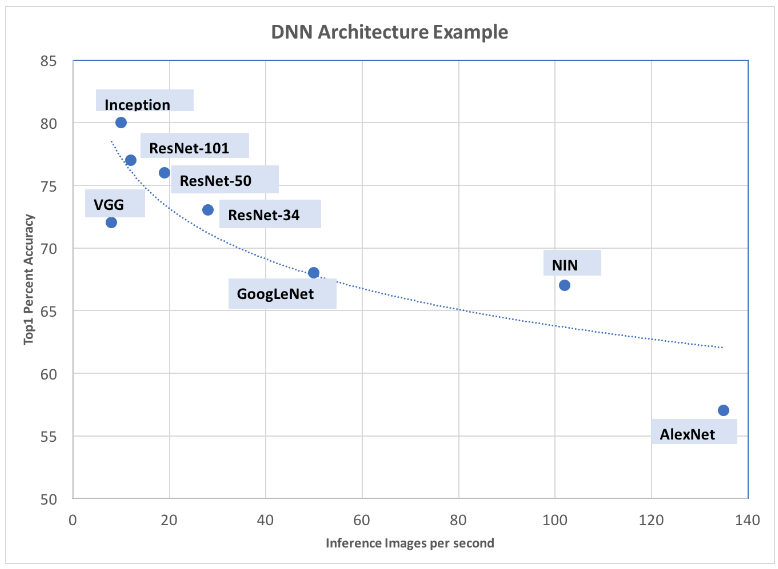 DNN Architecture Example
85
80
75
70
65
60
55
50
Top1 Percent Accuracy
Inception
ResNet-101
ResNet-50
VGG
ResNet-34
GoogLeNet
NIN
AlexNet
0 20 40 60 80 100 120 140
Inference Images per second